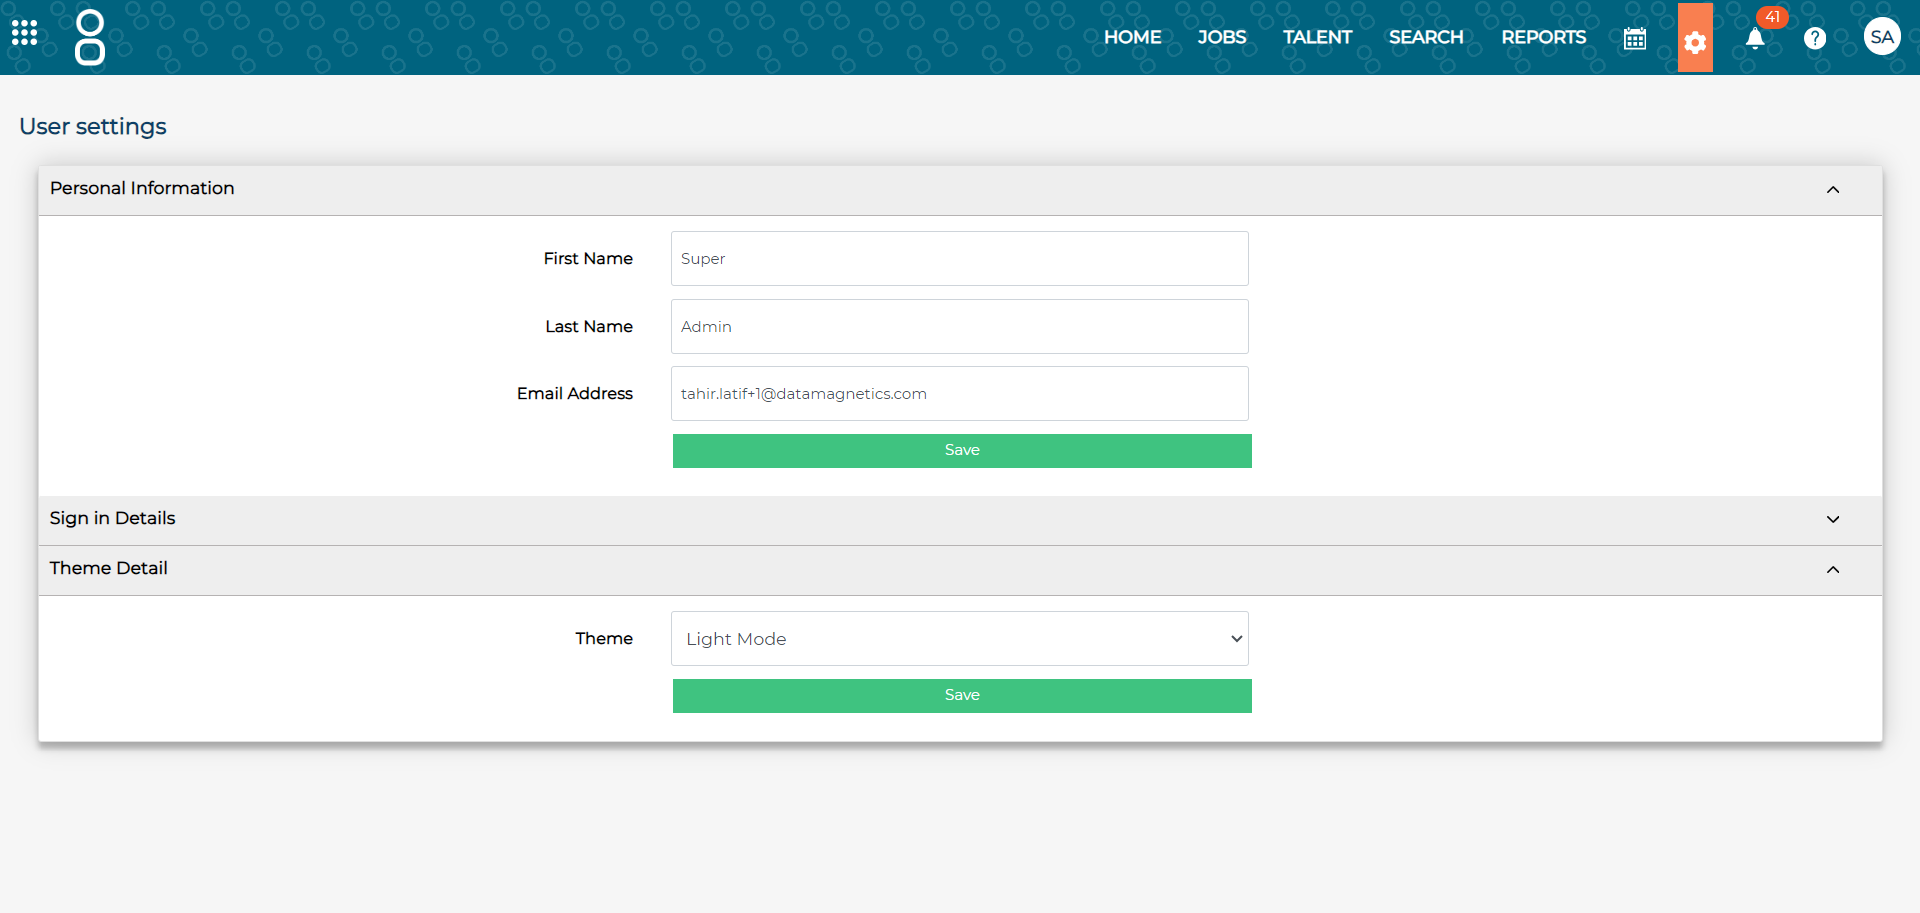 HOME JOBS TALENT SEARCH REPORTS 41 ? SA
User settings
Personal Information
First Name Super
Last Name Admin
Email Address tahir.latif+1@datamagnetics.com
Save
Sign in Details
Theme Detail
Theme Light Mode
Save